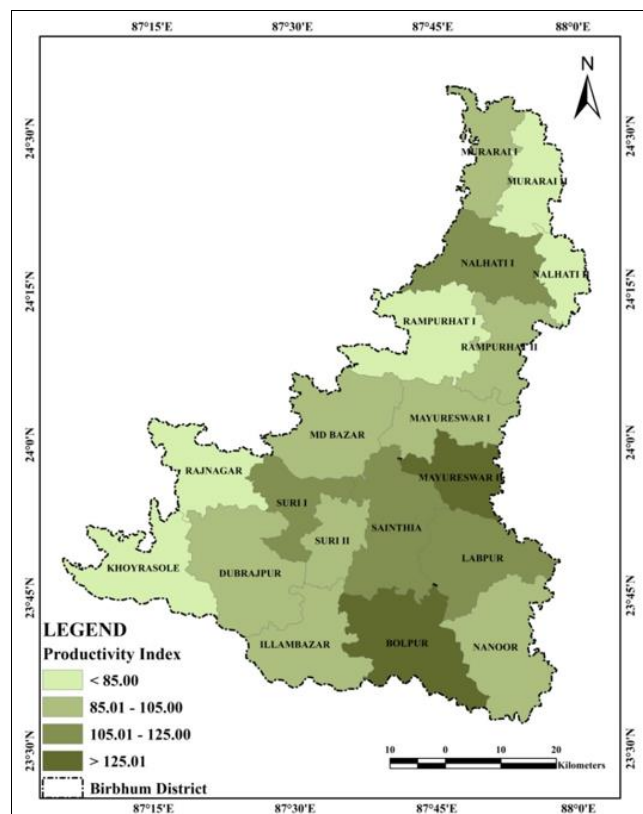 87°15'E 87°30'E 87°45'E 88°0'E
N
24°30'N 24°30'N
MURARAI I
MURARAI II
NALHATI I
NALHATI II
24°15'N 24°15'N
RAMPURHAT I
RAMPURHAT II
MAYURESWAR I
MD BAZAR
24°0'N 24°0'N
RAJNAGAR
MAYURESWAR II
SURI I
SAINTHIA
SURI II
LABPUR
KHOYRASOLE
DUBRAJPUR
23°45'N 23°45'N
LEGEND
ILLAMBAZAR
BOLPUR
NANOOR
Productivity Index
< 85.00
85.01 - 105.00
105.01 - 125.00
> 125.01
Birbhum District
10 0 10 20
Kilometers
23°30'N 23°30'N
87°15'E 87°30'E 87°45'E 88°0'E